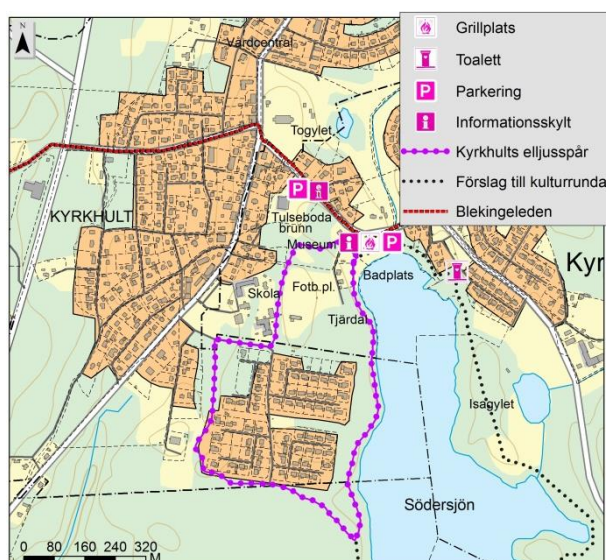 N
Grillplats
Toalett
P Parkering
i Informationsskylt
Kyrkhults elljusspår
Förslag till kulturrunda
Blekingeleden
Vårdcentral
Togylet
P i
KYRKHULT
Tulseboda
brunn
Museum i P
Kyr
Badplats
Skola
Fotb.pl.
Tjärdal
Isagylet
Södersjön
0 80 160 240 320
M